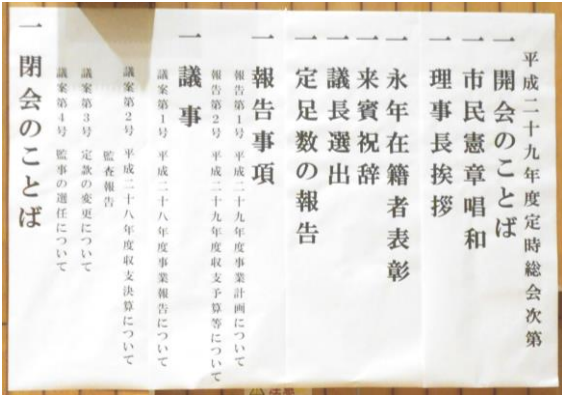 平成二十九年度定時総会次第
一 開会のことば
一 市民憲章唱和
一 理事長挨拶
一 永年在籍者表彰
一 来賓祝辞
一 議長選出
一 定足数の報告
一 報告事項
報告第1号 平成二十九年度事業計画について
報告第2号 平成二十九年度収支予算等について
一 議事
議案第1号 平成二十八年度事業報告について
議案第2号 平成二十八年度収支決算について
監査報告
議案第3号 定款の変更について
議案第4号 監事の選任について
一 閉会のことば